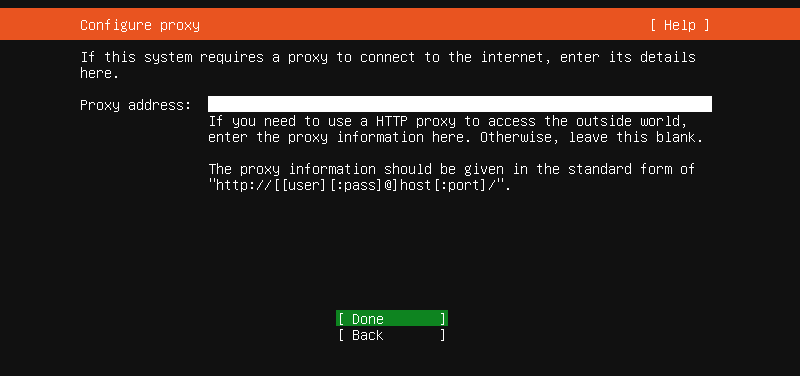 Configure proxy [ Help ]
If this system requires a proxy to connect to the internet, enter its details
here.
Proxy address:
If you need to use a HTTP proxy to access the outside world,
enter the proxy information here. Otherwise, leave this blank.
The proxy information should be given in the standard form of
"http://[[user][:pass]@]host[:port]/".
[ Done ]
[ Back ]